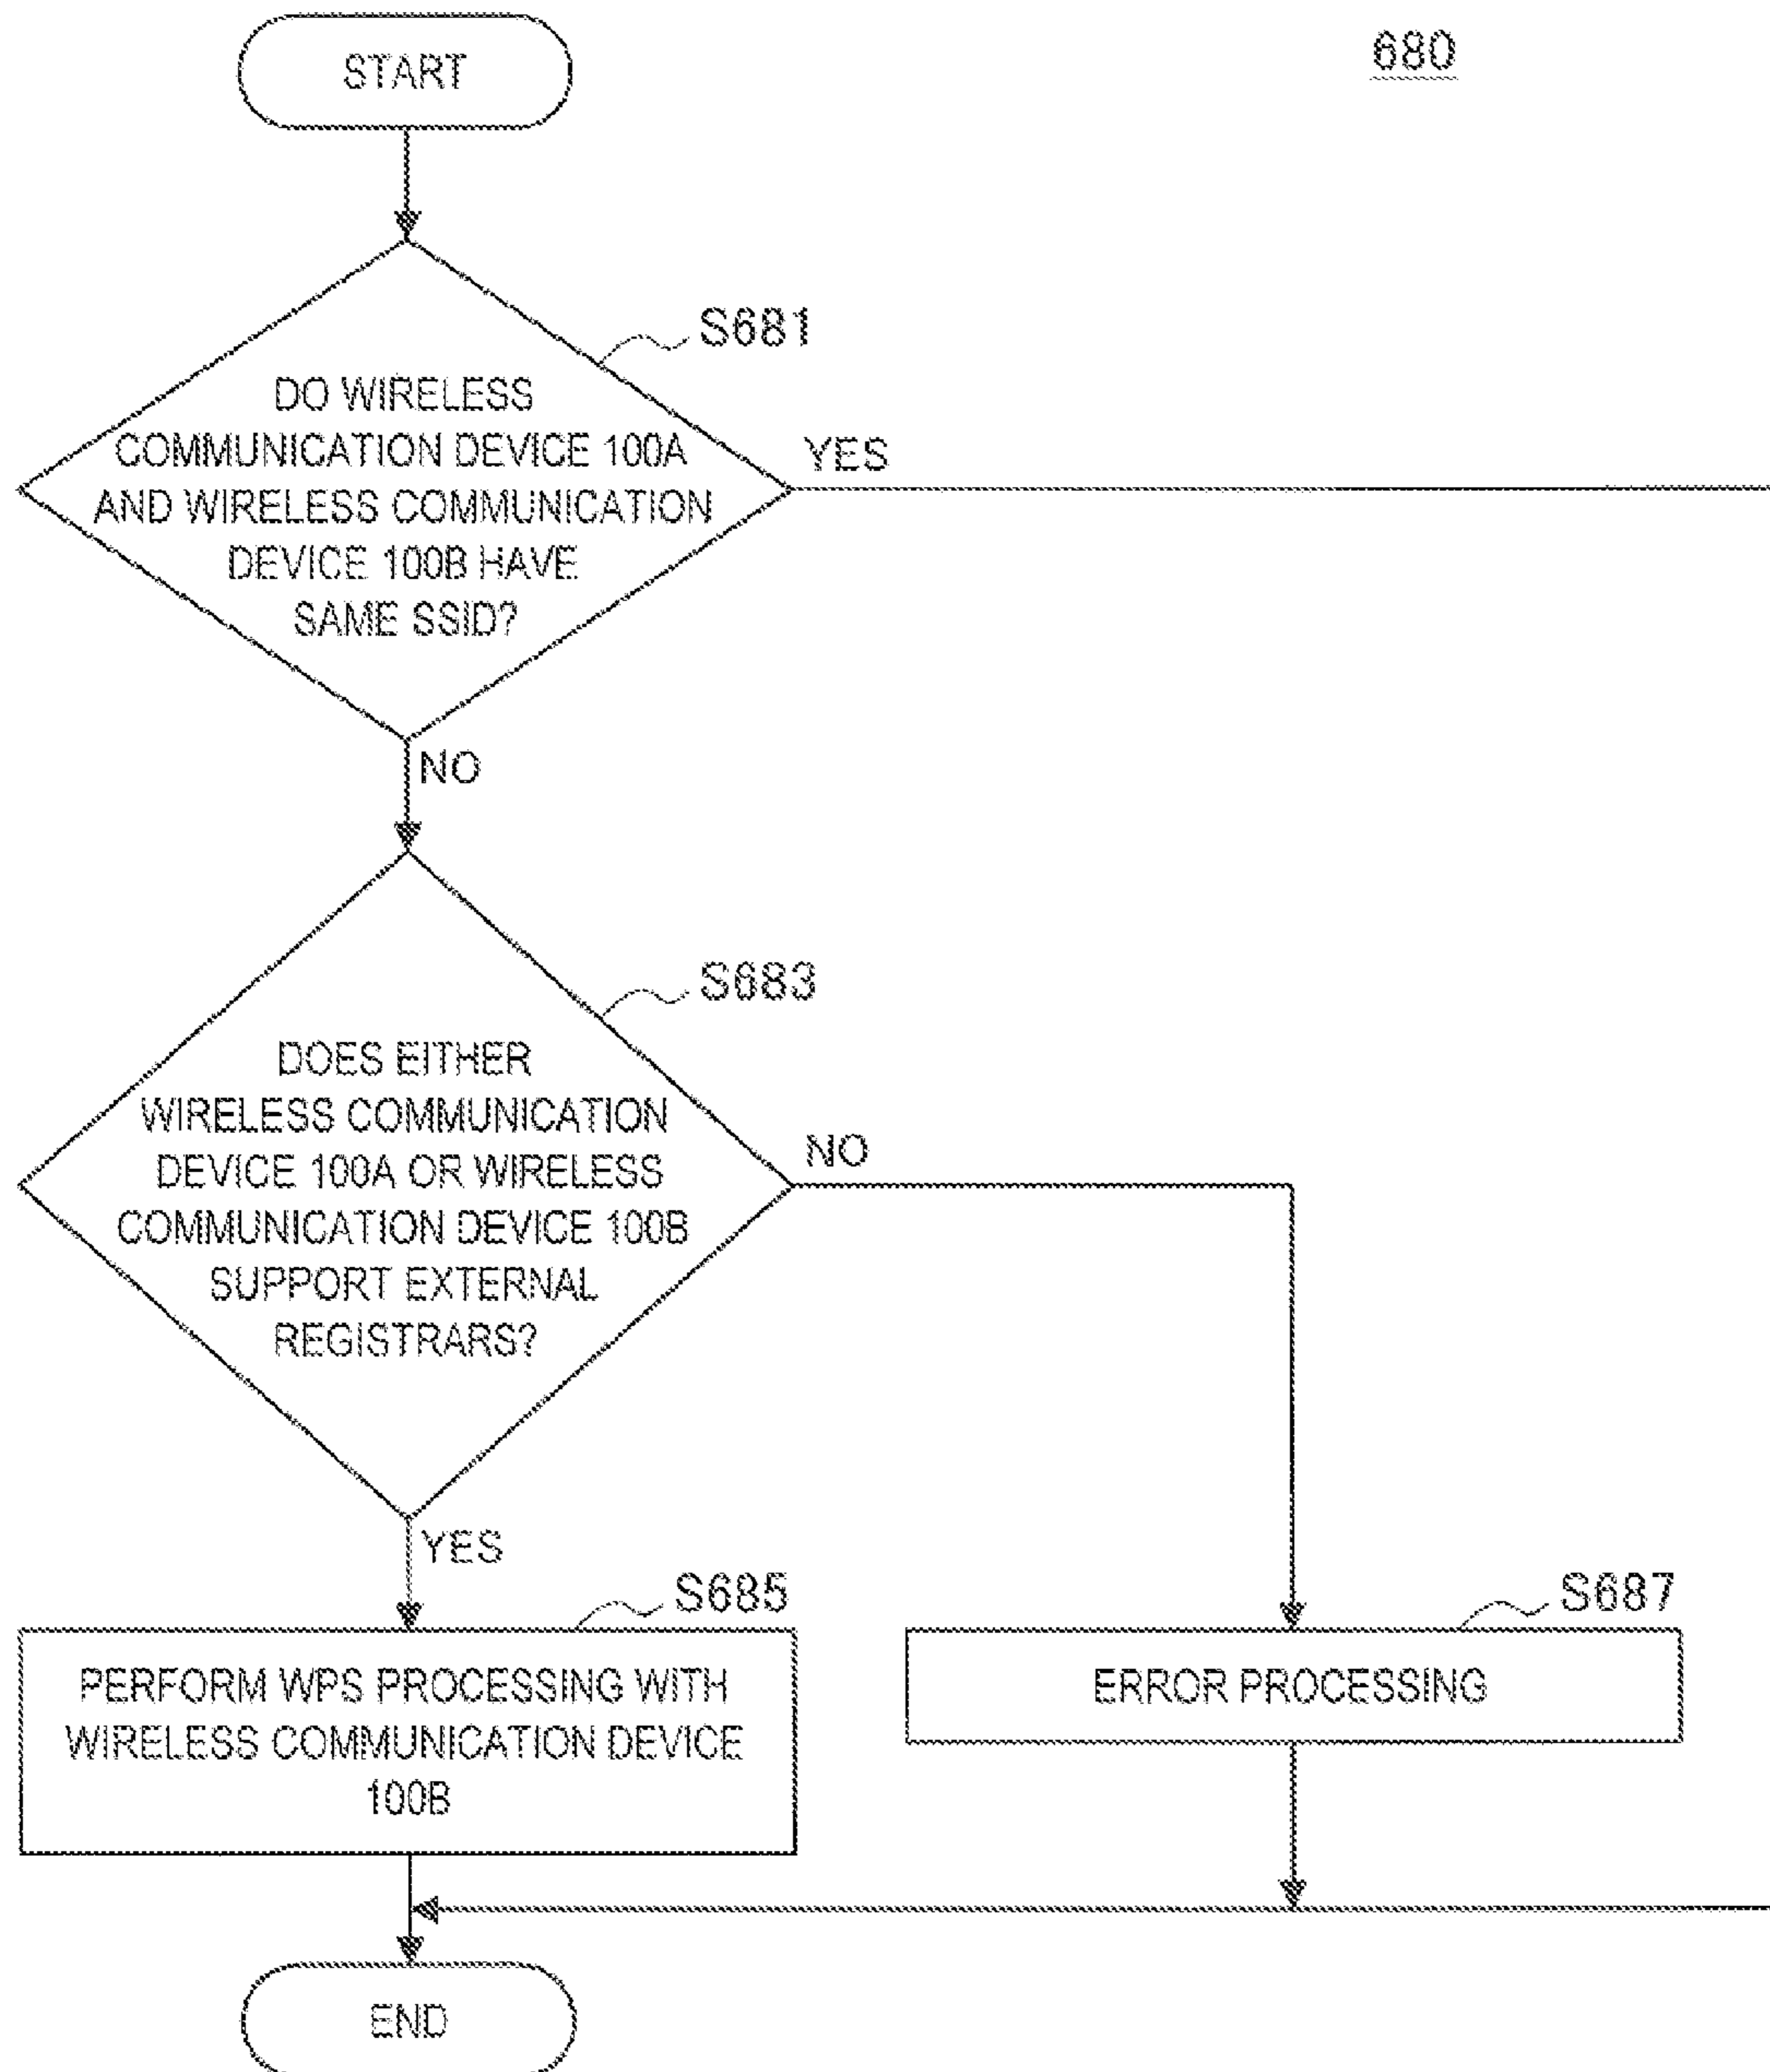 START
680
S681
DO WIRELESS
COMMUNICATION DEVICE 100A
AND WIRELESS COMMUNICATION
DEVICE 100B HAVE
SAME SSID?
YES
NO
S683
DOES EITHER
WIRELESS COMMUNICATION
DEVICE 100A OR WIRELESS
COMMUNICATION DEVICE 100B
SUPPORT EXTERNAL
REGISTRARS?
NO
YES
S685
PERFORM WPS PROCESSING WITH
WIRELESS COMMUNICATION DEVICE
100B
S687
ERROR PROCESSING
END